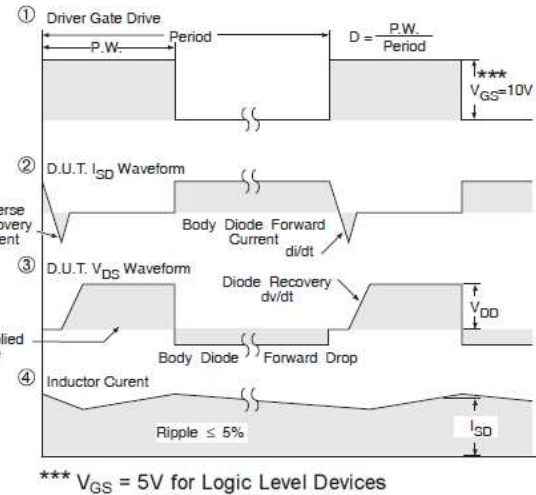 ① Driver Gate Drive
P.W.
Period
D = P.W.
Period
***
VGS=10V
② D.U.T. ISD Waveform
Body Diode Forward
Current
di/dt
③ D.U.T. VDS Waveform
Diode Recovery
dv/dt
VDD
Body Diode
Forward Drop
④ Inductor Curent
Ripple ≤ 5%
ISD
*** VGS = 5V for Logic Level Devices